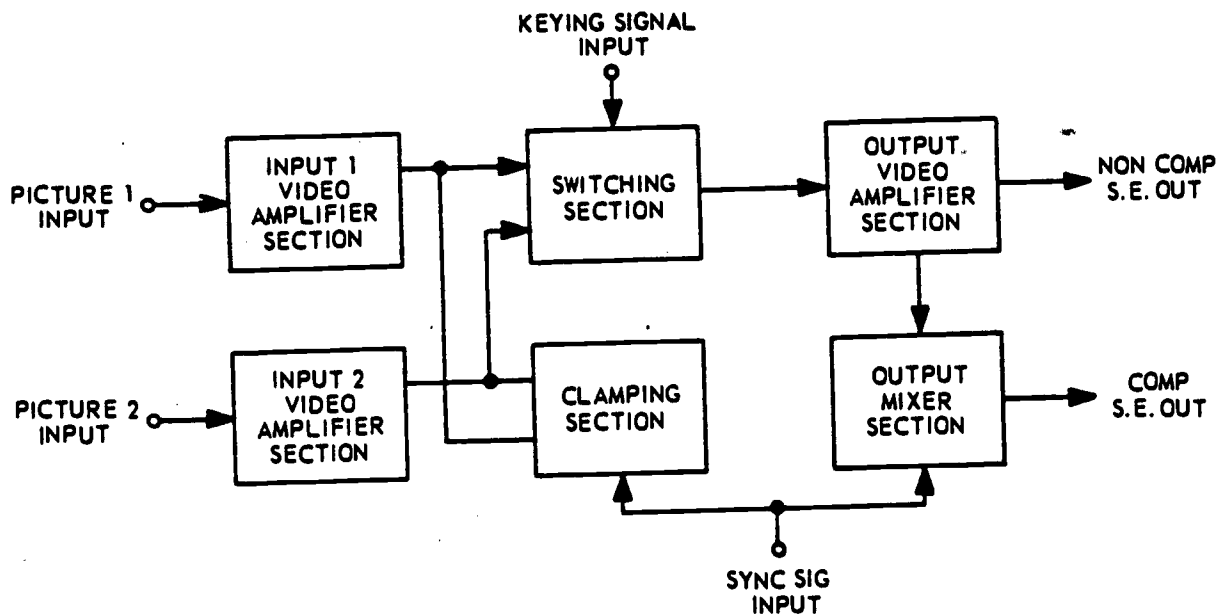 KEYING SIGNAL
INPUT
PICTURE 1
INPUT
INPUT 1
VIDEO
AMPLIFIER
SECTION
SWITCHING
SECTION
OUTPUT
VIDEO
AMPLIFIER
SECTION
NON COMP
S.E. OUT
PICTURE 2
INPUT
INPUT 2
VIDEO
AMPLIFIER
SECTION
CLAMPING
SECTION
OUTPUT
MIXER
SECTION
COMP
S.E. OUT
SYNC SIG
INPUT